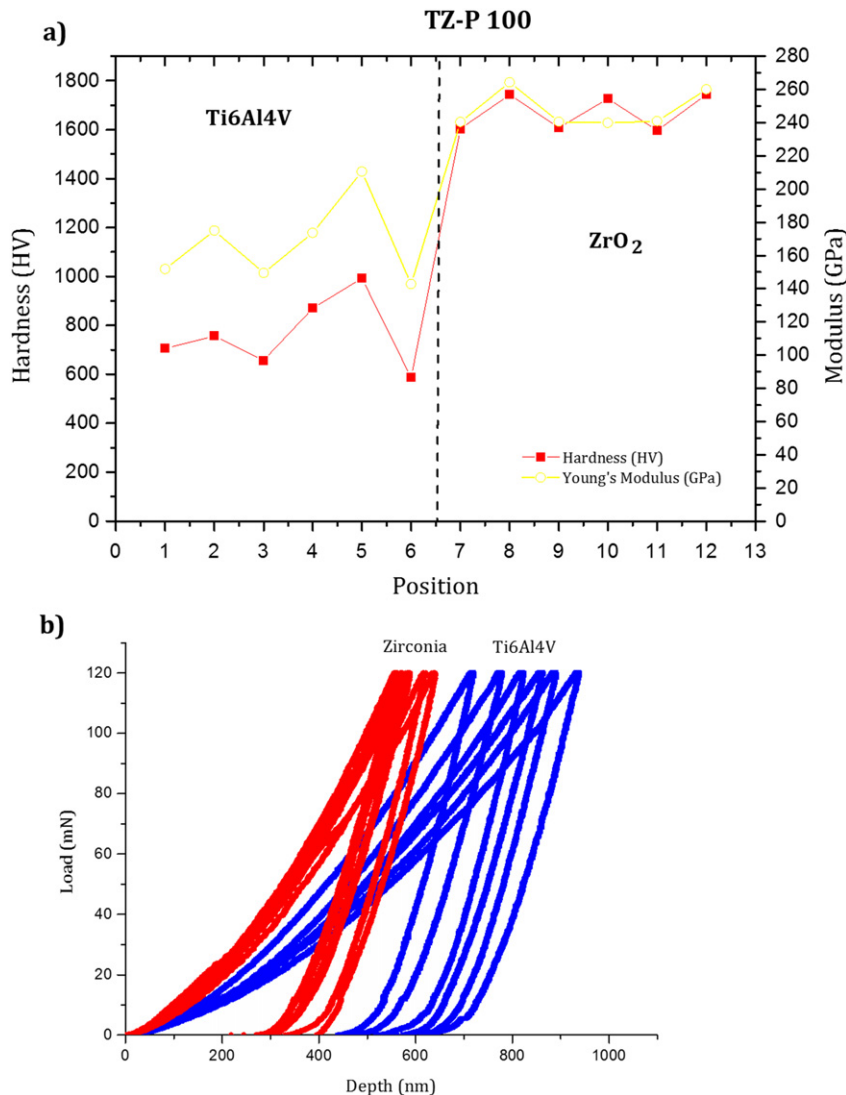 TZ-P 100
a)
Ti6Al4V
ZrO2
Hardness (HV)
1800
1600
1400
1200
1000
800
600
400
200
0
Modulus (GPa)
280
260
240
220
200
180
160
140
120
100
80
60
40
20
0
Hardness (HV)
Young's Modulus (GPa)
0 1 2 3 4 5 6 7 8 9 10 11 12 13
Position
b)
Zirconia Ti6Al4V
Load (mN)
120
100
80
60
40
20
0
0 200 400 600 800 1000
Depth (nm)